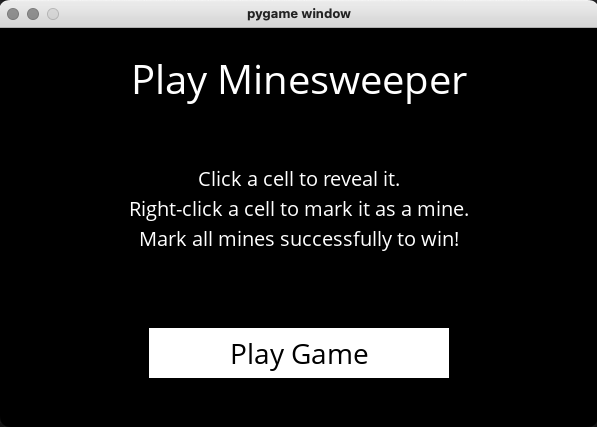 pygame window
Play Minesweeper
Click a cell to reveal it.
Right-click a cell to mark it as a mine.
Mark all mines successfully to win!
Play Game